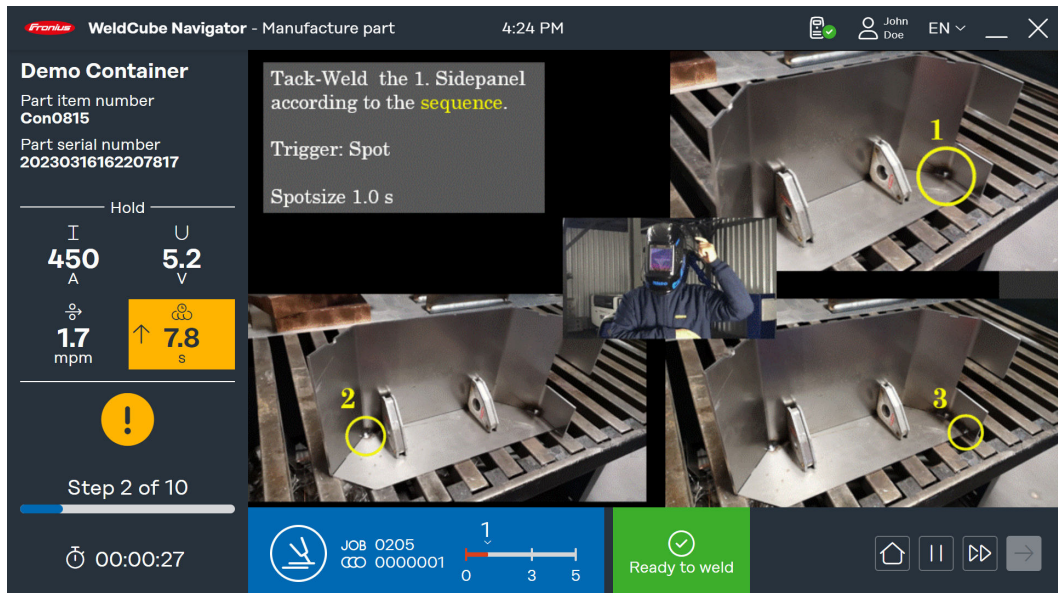 Fronius WeldCube Navigator - Manufacture part 4:24 PM John Doe EN
Demo Container
Part item number
Con0815
Part serial number
20230316162207817
Hold
I U
450 5.2
A V
1.7 7.8
mpm s
!
Step 2 of 10
00:00:27
Tack-Weld the 1. Sidepanel
according to the sequence.
Trigger: Spot
Spotsize 1.0 s
1
2
3
JOB 0205
0000001
1
0 3 5
Ready to weld